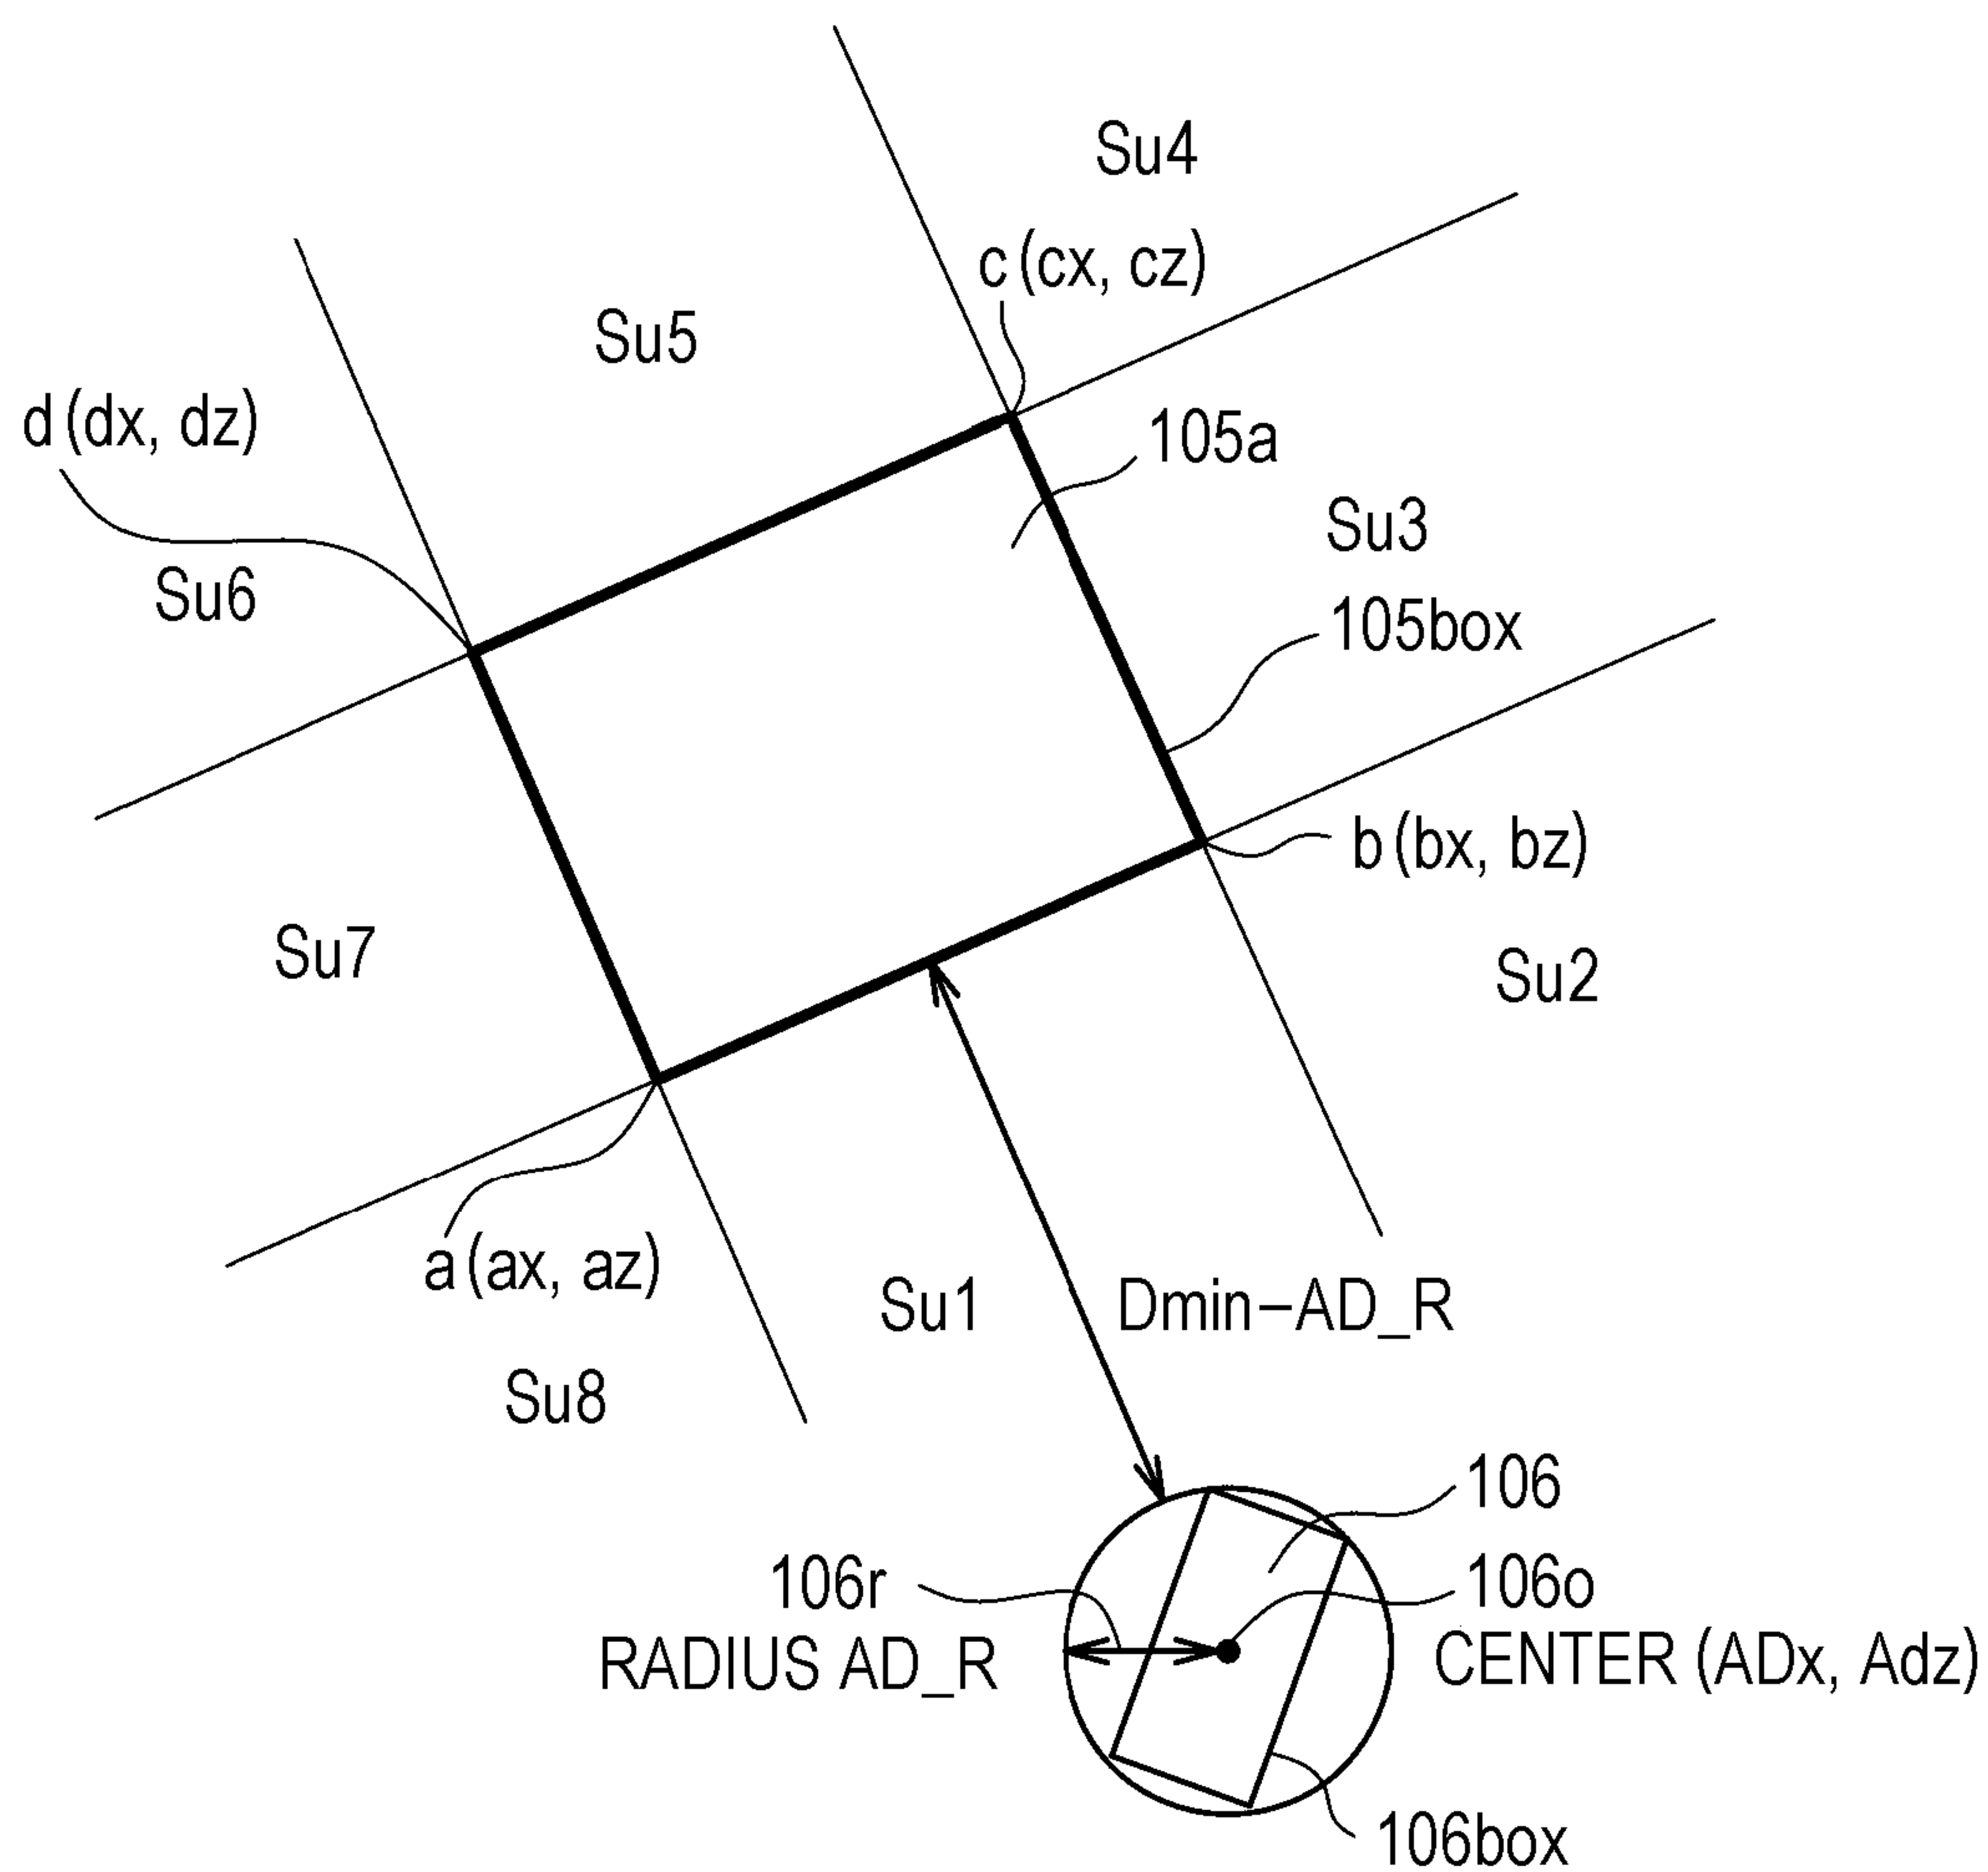 Su4
c(cx, cz)
Su5
d(dx, dz)
105a
Su3
Su6
105box
b(bx, bz)
Su7
Su2
a(ax, az)
Su1
Dmin–AD_R
Su8
106
106r
106o
RADIUS AD_R
CENTER (ADx, Adz)
106box